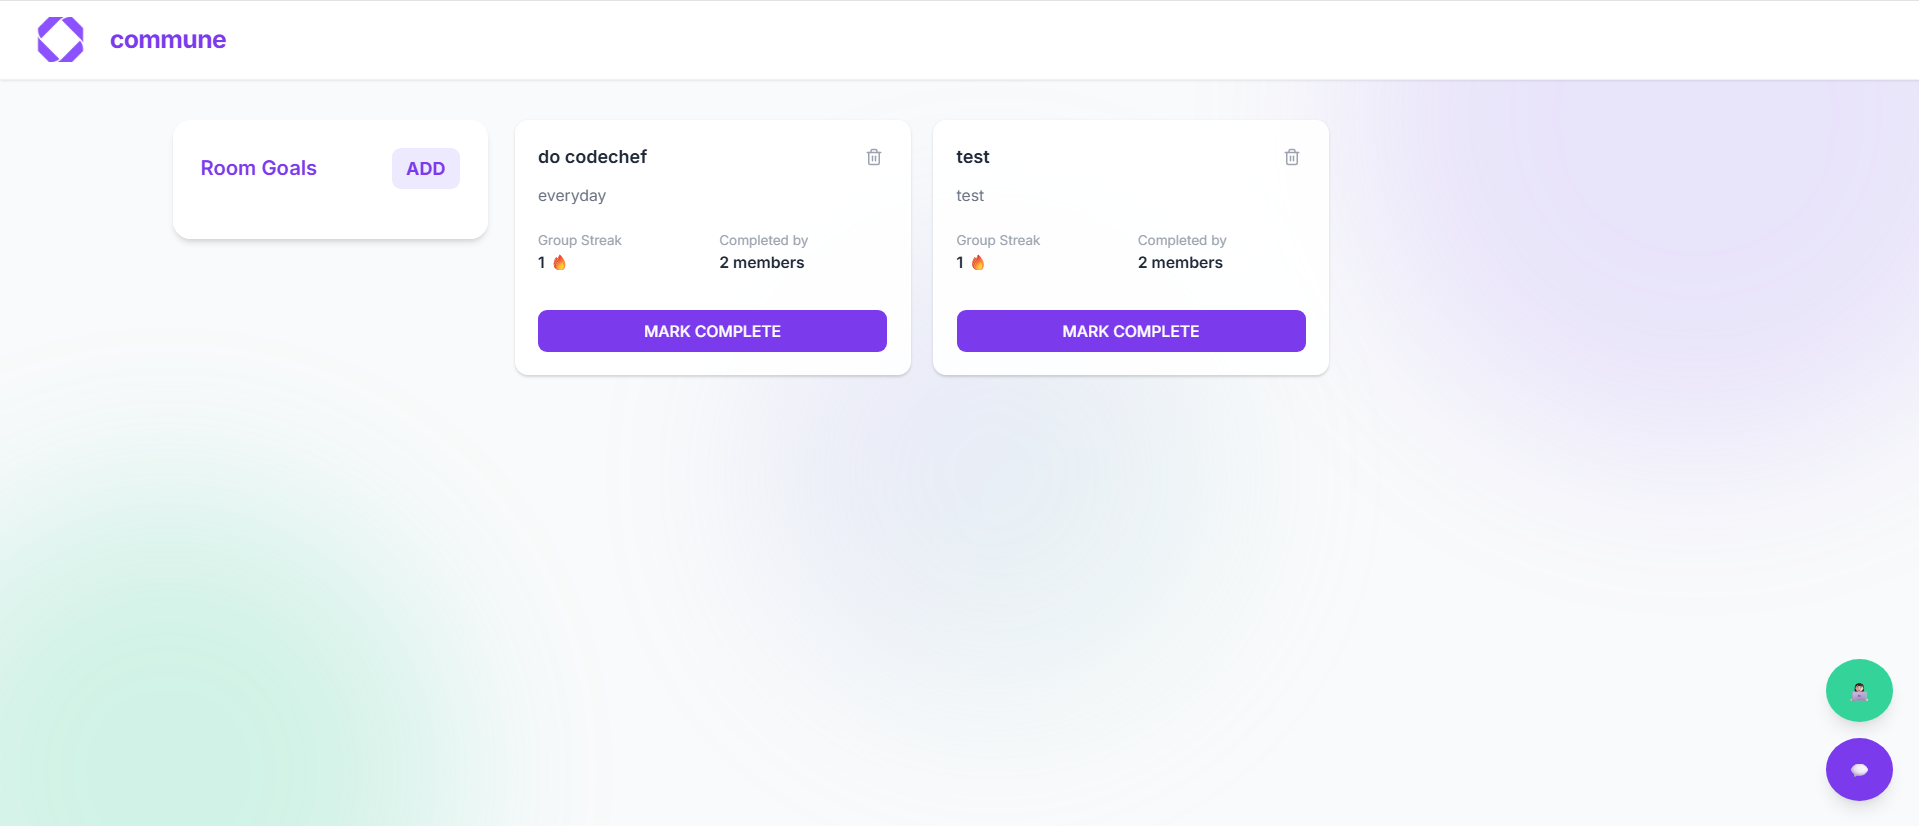 commune
Room Goals
ADD
do codechef
everyday
Group Streak
Completed by
1 🔥
2 members
MARK COMPLETE
test
test
Group Streak
Completed by
1 🔥
2 members
MARK COMPLETE